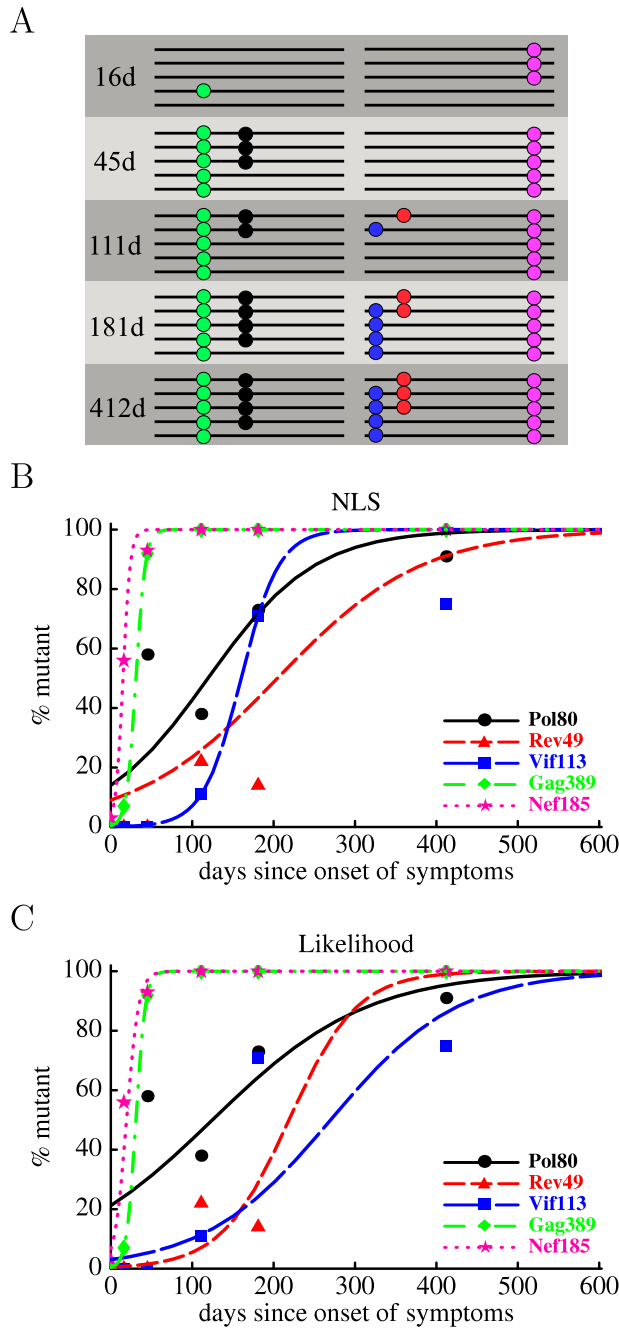 A
16d
45d
111d
181d
412d
B
NLS
100
80
60
40
20
0
% mutant
Pol80
Rev49
Vif113
Gag389
Nef185
0 100 200 300 400 500 600
days since onset of symptoms
C
Likelihood
100
80
60
40
20
0
% mutant
Pol80
Rev49
Vif113
Gag389
Nef185
0 100 200 300 400 500 600
days since onset of symptoms